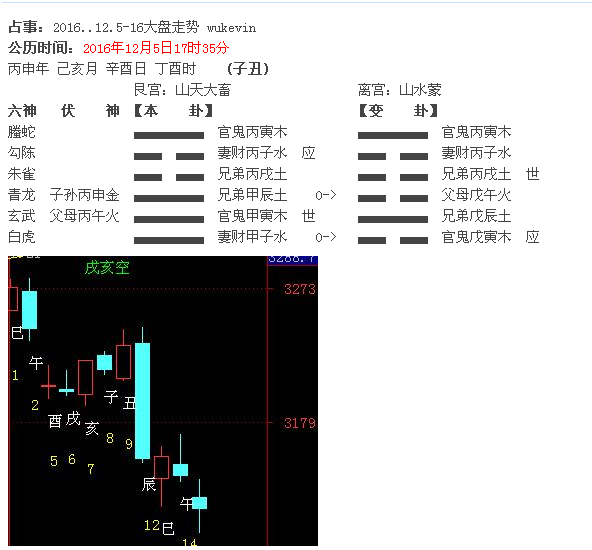 占事：2016..12.5-16大盘走势 wukevin
公历时间：2016年12月5日17时35分
丙申年 己亥月 辛酉日 丁酉时 (子丑)
艮宫：山天大畜 离宫：山水蒙
六神 伏 神 【本 卦】 【变 卦】
螣蛇 官鬼丙寅木 官鬼丙寅木
勾陈 妻财丙子水 应 妻财丙子水
朱雀 兄弟丙戌土 兄弟丙戌土 世
青龙 子孙丙申金 兄弟甲辰土 O-> 父母戊午火
玄武 父母丙午火 官鬼甲寅木 世 兄弟戊辰土
白虎 妻财甲子水 O-> 官鬼戊寅木 应
3288.7
戌亥空
3273
巳
午
1
子
丑
2
酉 戌 亥
3179
8
9
5 6
7
辰
午
12 巳
14